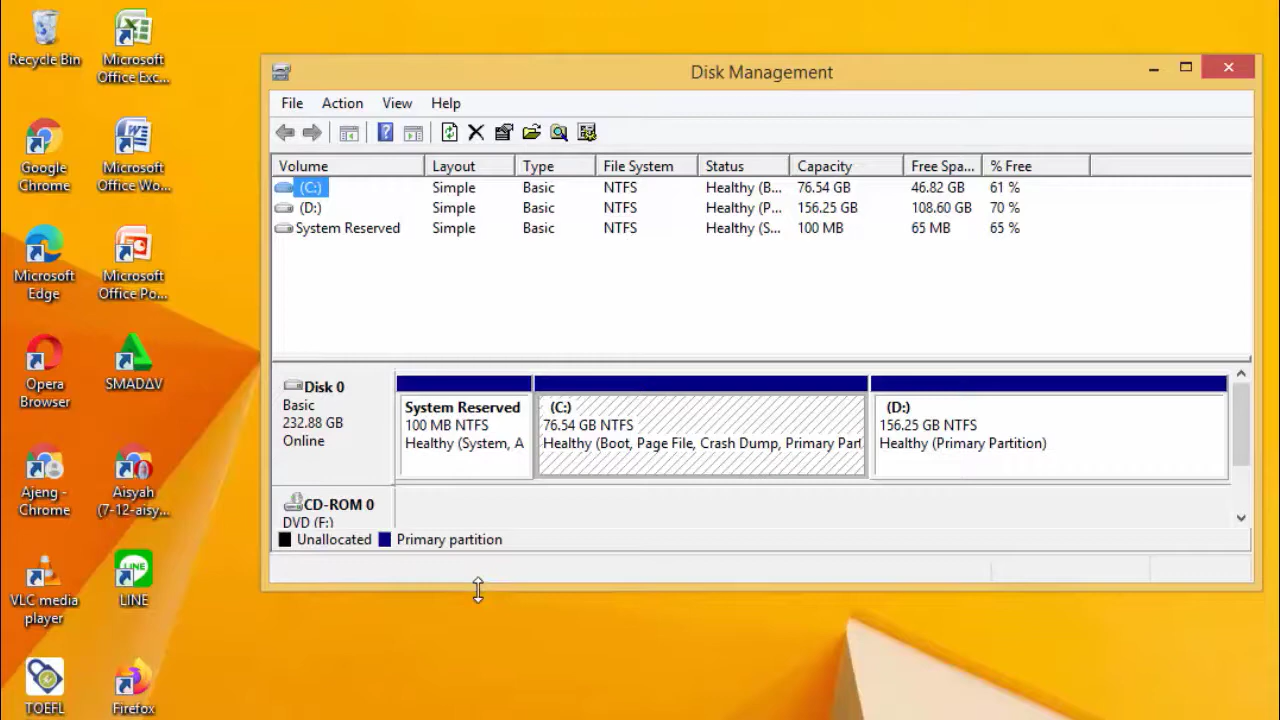 Recycle Bin
Microsoft
Office Exc...
Google
Chrome
Microsoft
Office Wo...
Microsoft
Edge
Microsoft
Office Po...
Opera
Browser
SMADΔV
Ajeng -
Chrome
Aisyah
(7-12-aisy...
VLC media
player
LINE
TOEFL
Firefox
Disk Management
File Action View Help
Volume Layout Type File System Status Capacity Free Spa... % Free
(C:) Simple Basic NTFS Healthy (B... 76.54 GB 46.82 GB 61 %
(D:) Simple Basic NTFS Healthy (P... 156.25 GB 108.60 GB 70 %
System Reserved Simple Basic NTFS Healthy (S... 100 MB 65 MB 65 %
Disk 0
Basic
232.88 GB
Online
System Reserved
100 MB NTFS
Healthy (System, A
(C:)
76.54 GB NTFS
Healthy (Boot, Page File, Crash Dump, Primary Part
(D:)
156.25 GB NTFS
Healthy (Primary Partition)
CD-ROM 0
DVD (F:)
Unallocated Primary partition